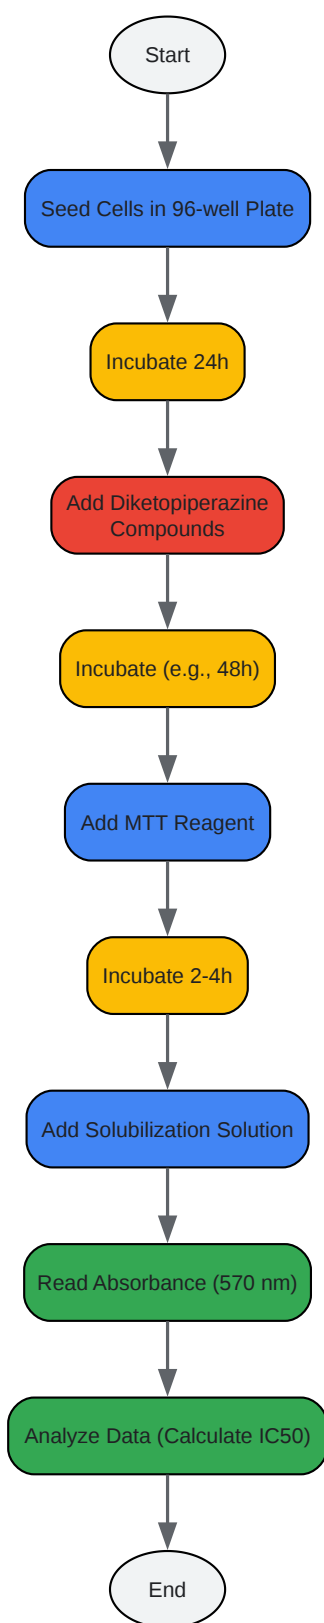 Start
Seed Cells in 96-well Plate
Incubate 24h
Add Diketopiperazine
Compounds
Incubate (e.g., 48h)
Add MTT Reagent
Incubate 2-4h
Add Solubilization Solution
Read Absorbance (570 nm)
Analyze Data (Calculate IC50)
End